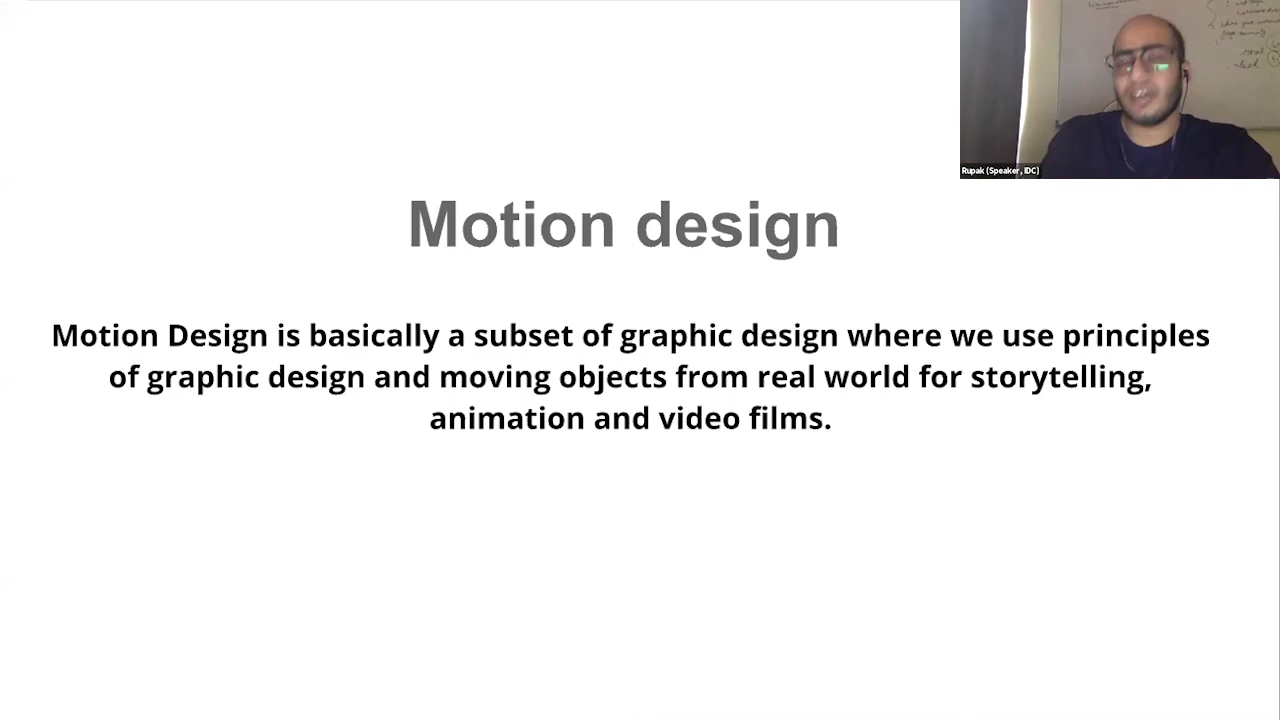 Rupak (Speaker, IDC)
Motion design
Motion Design is basically a subset of graphic design where we use principles
of graphic design and moving objects from real world for storytelling,
animation and video films.